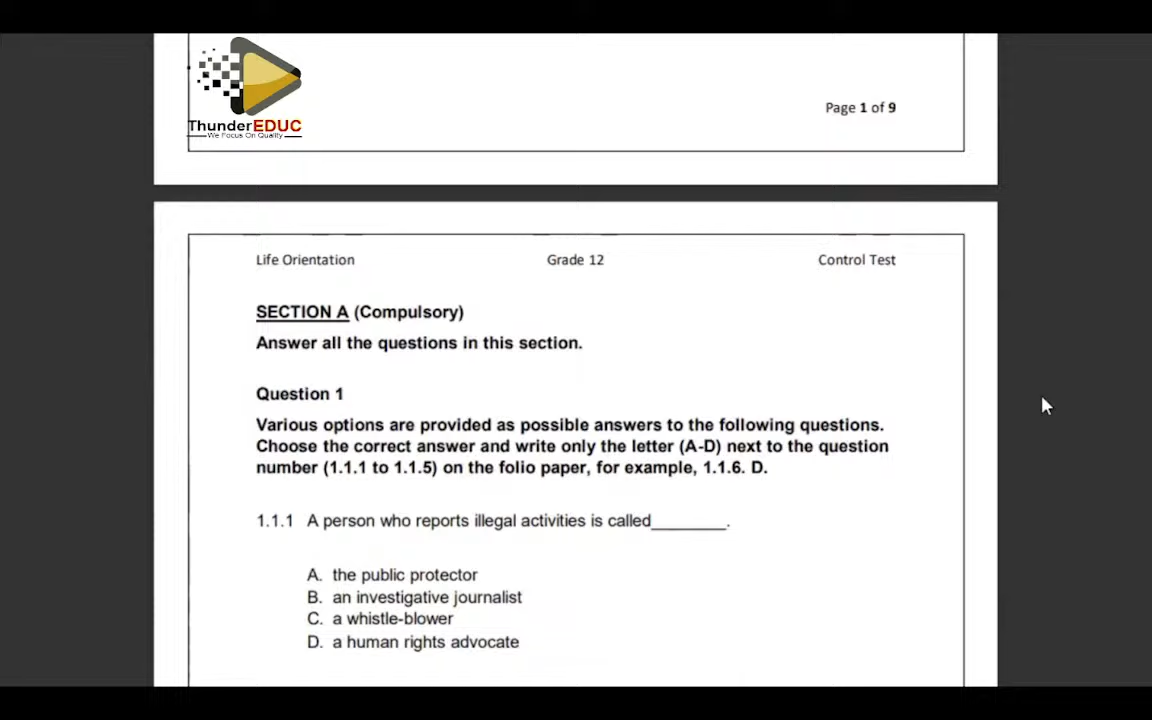 ThunderEDUC
We Focus On Quality
Page 1 of 9
Life Orientation Grade 12 Control Test
SECTION A (Compulsory)
Answer all the questions in this section.
Question 1
Various options are provided as possible answers to the following questions.
Choose the correct answer and write only the letter (A-D) next to the question
number (1.1.1 to 1.1.5) on the folio paper, for example, 1.1.6. D.
1.1.1 A person who reports illegal activities is called________.
A. the public protector
B. an investigative journalist
C. a whistle-blower
D. a human rights advocate